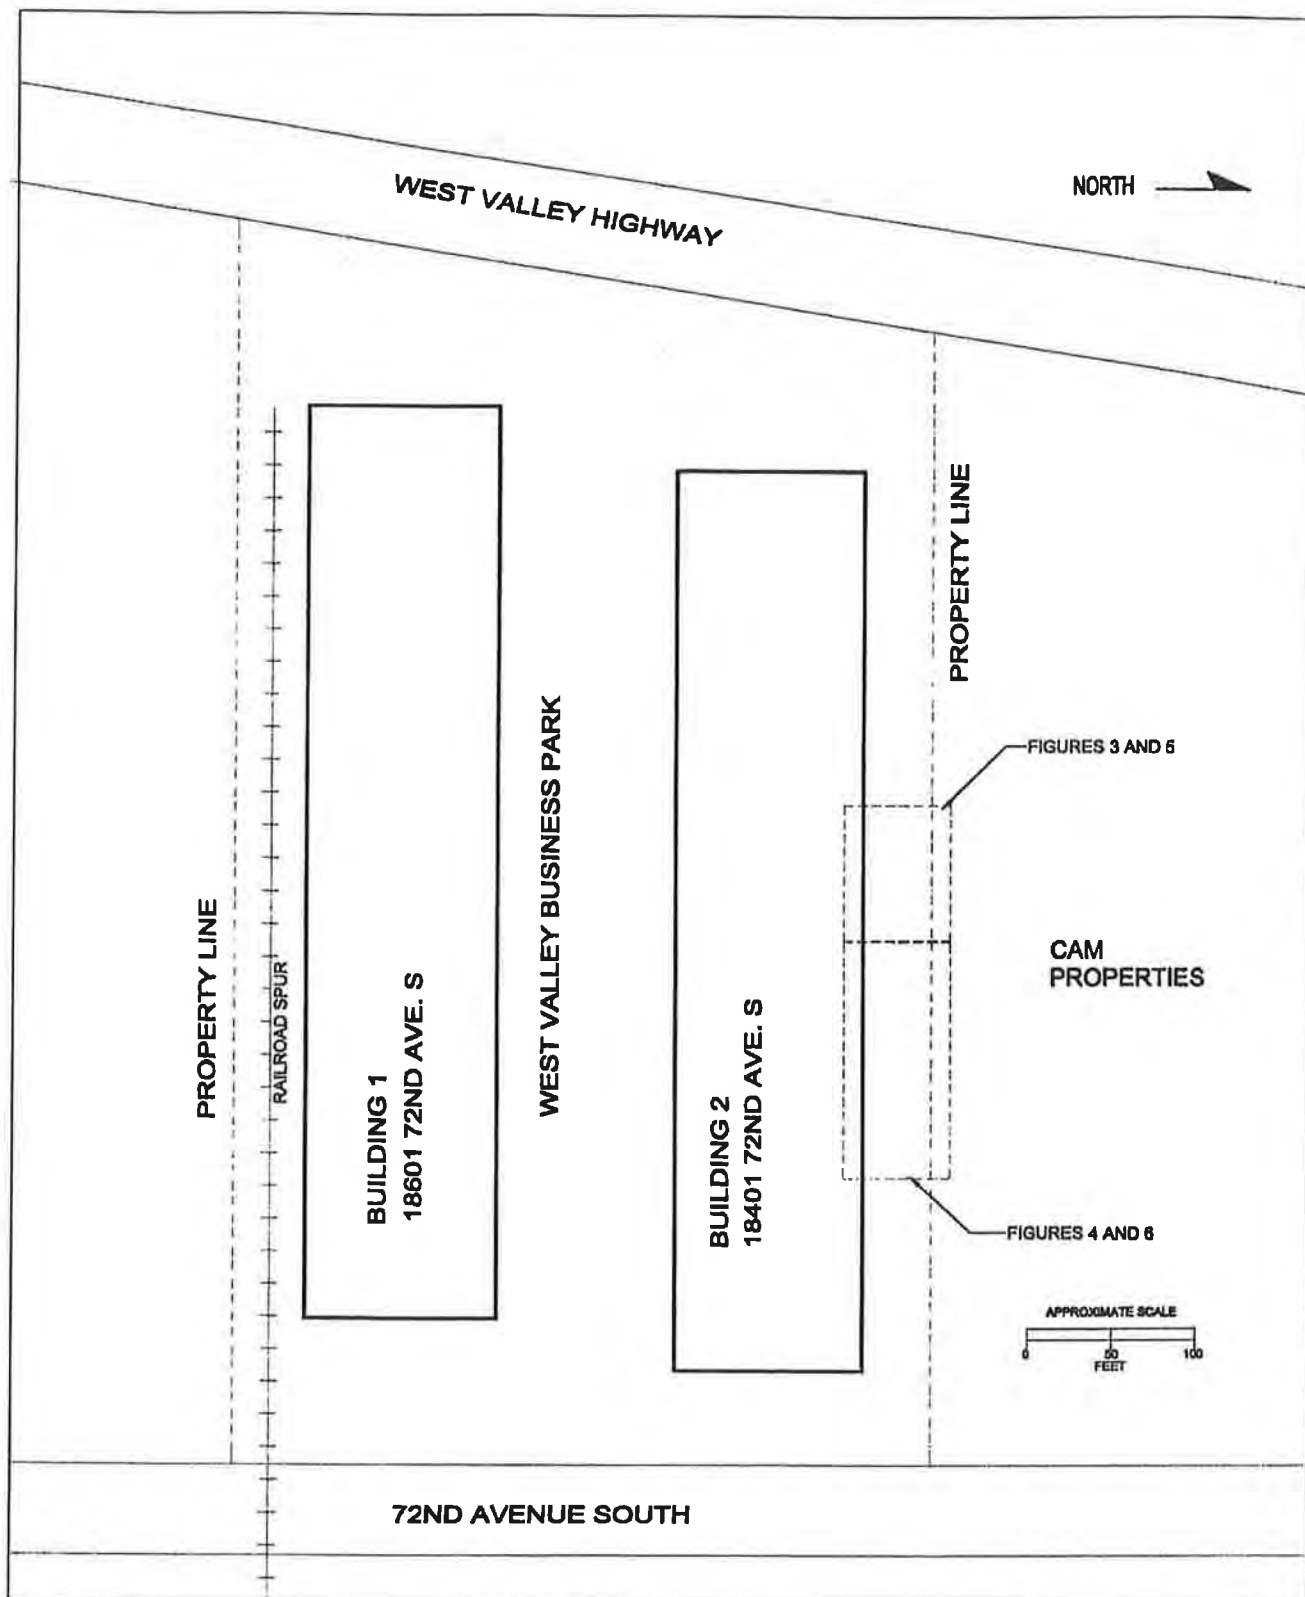 WEST VALLEY HIGHWAY
NORTH
PROPERTY LINE
FIGURES 3 AND 5
WEST VALLEY BUSINESS PARK
CAM
PROPERTIES
PROPERTY LINE
RAILROAD SPUR
BUILDING 1
18601 72ND AVE. S
BUILDING 2
18401 72ND AVE. S
FIGURES 4 AND 6
APPROXIMATE SCALE
0 50 100
FEET
72ND AVENUE SOUTH